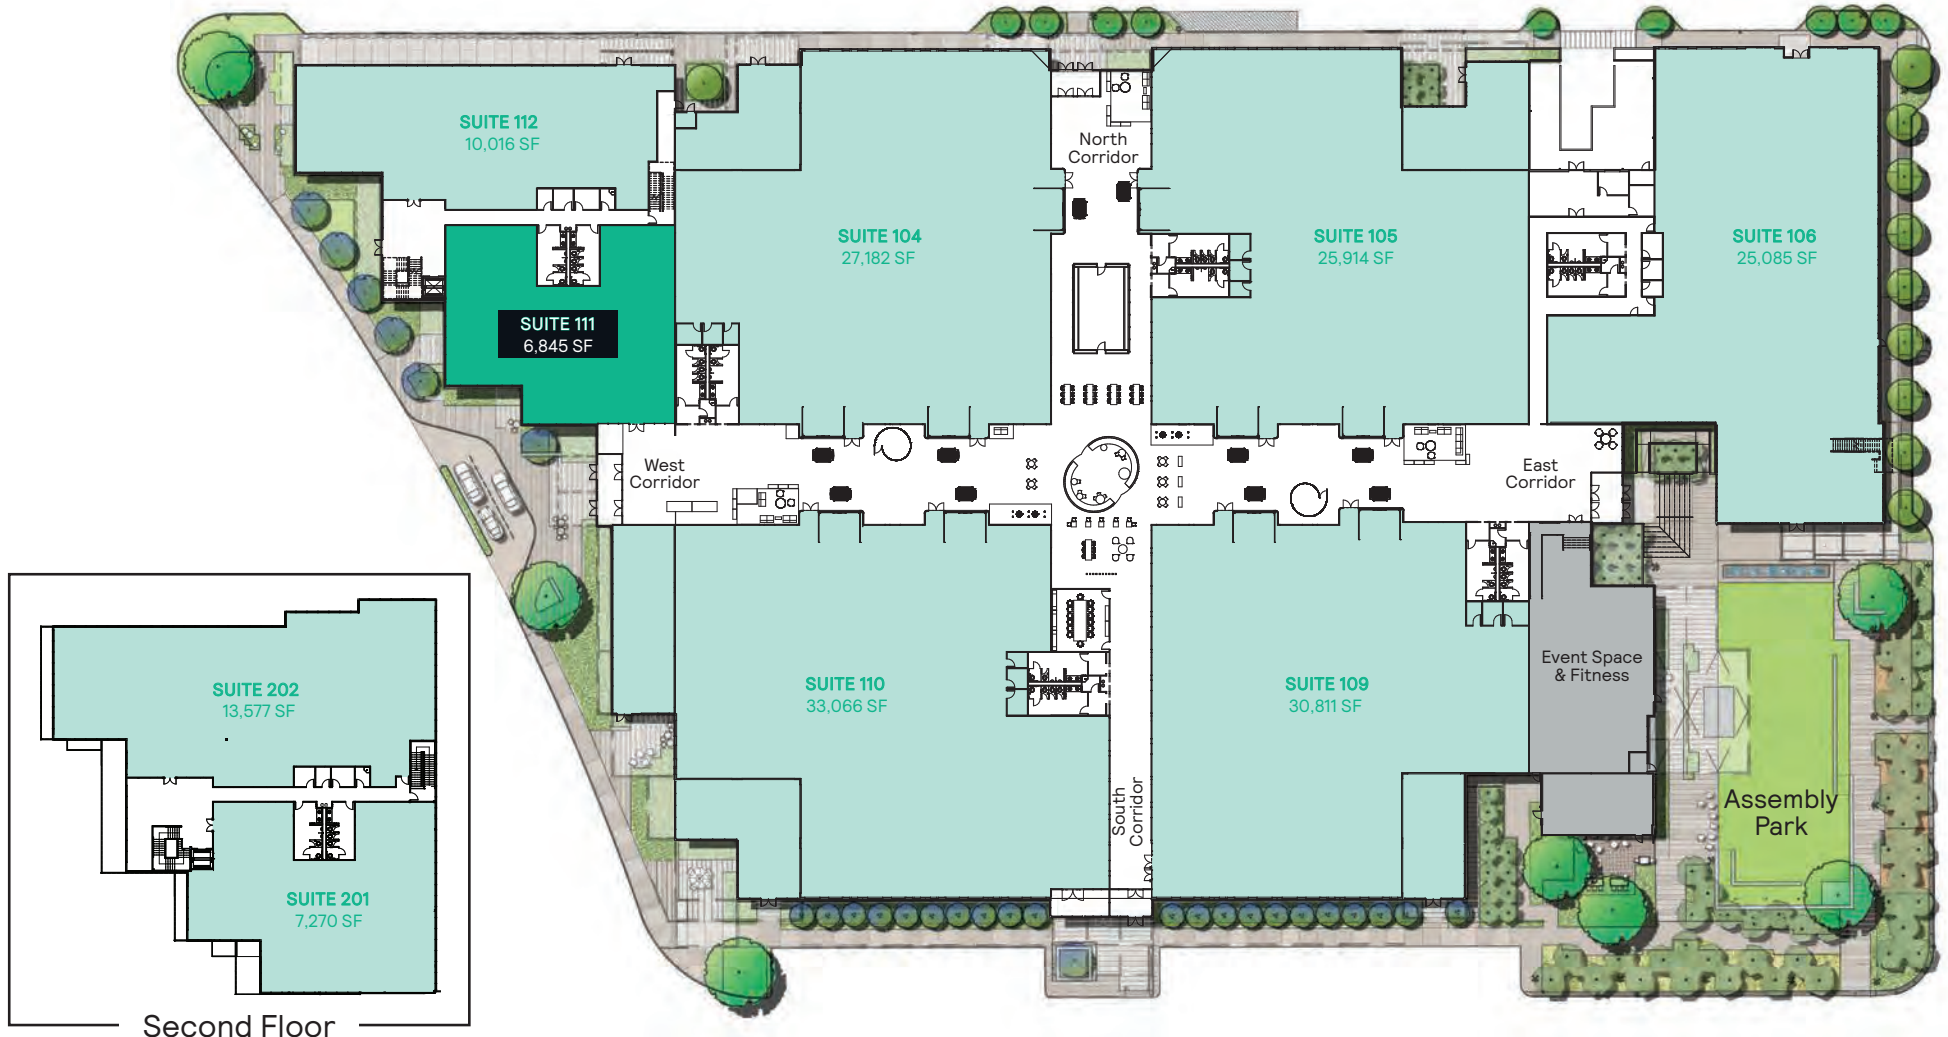 SUITE 112
10,016 SF
SUITE 104
27,182 SF
North
Corridor
SUITE 105
25,914 SF
SUITE 106
25,085 SF
SUITE 111
6,845 SF
West
Corridor
East
Corridor
SUITE 110
33,066 SF
South
Corridor
SUITE 109
30,811 SF
Event Space
& Fitness
Assembly
Park
SUITE 202
13,577 SF
SUITE 201
7,270 SF
Second Floor